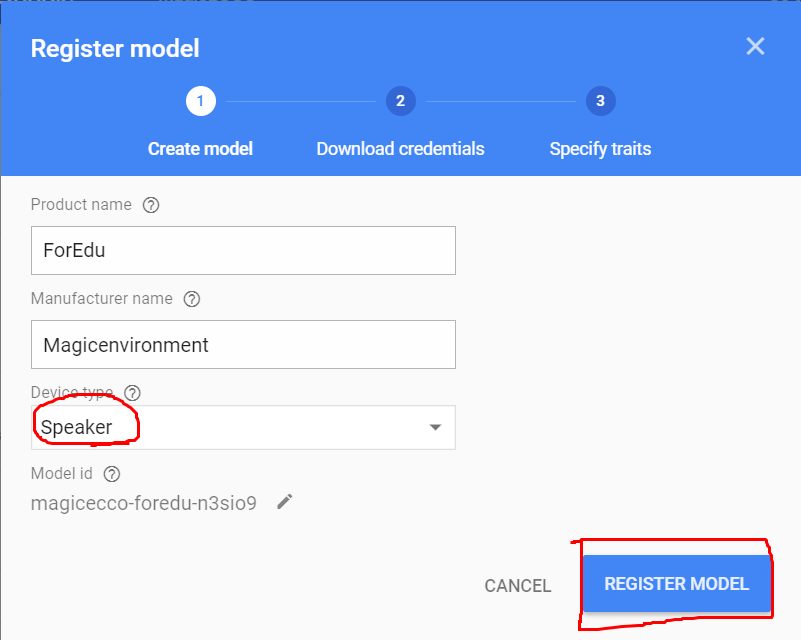 Register model
1 2 3
Create model Download credentials Specify traits
Product name
ForEdu
Manufacturer name
Magicenvironment
Device type
Speaker
Model id
magicecco-foredu-n3sio9
CANCEL REGISTER MODEL